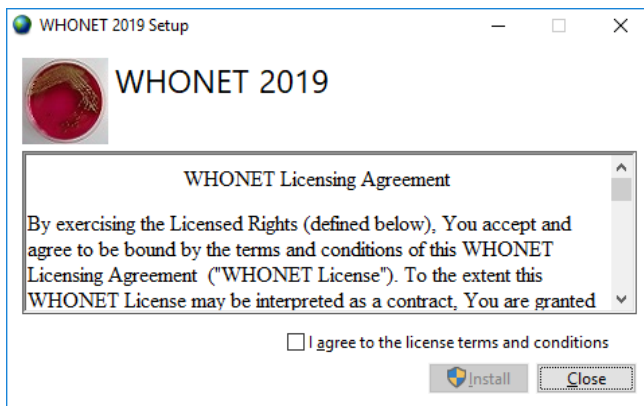 WHONET 2019 Setup
WHONET 2019
WHONET Licensing Agreement
By exercising the Licensed Rights (defined below), You accept and
agree to be bound by the terms and conditions of this WHONET
Licensing Agreement  ("WHONET License"). To the extent this
WHONET License may be interpreted as a contract, You are granted
I agree to the license terms and conditions
Install
Close